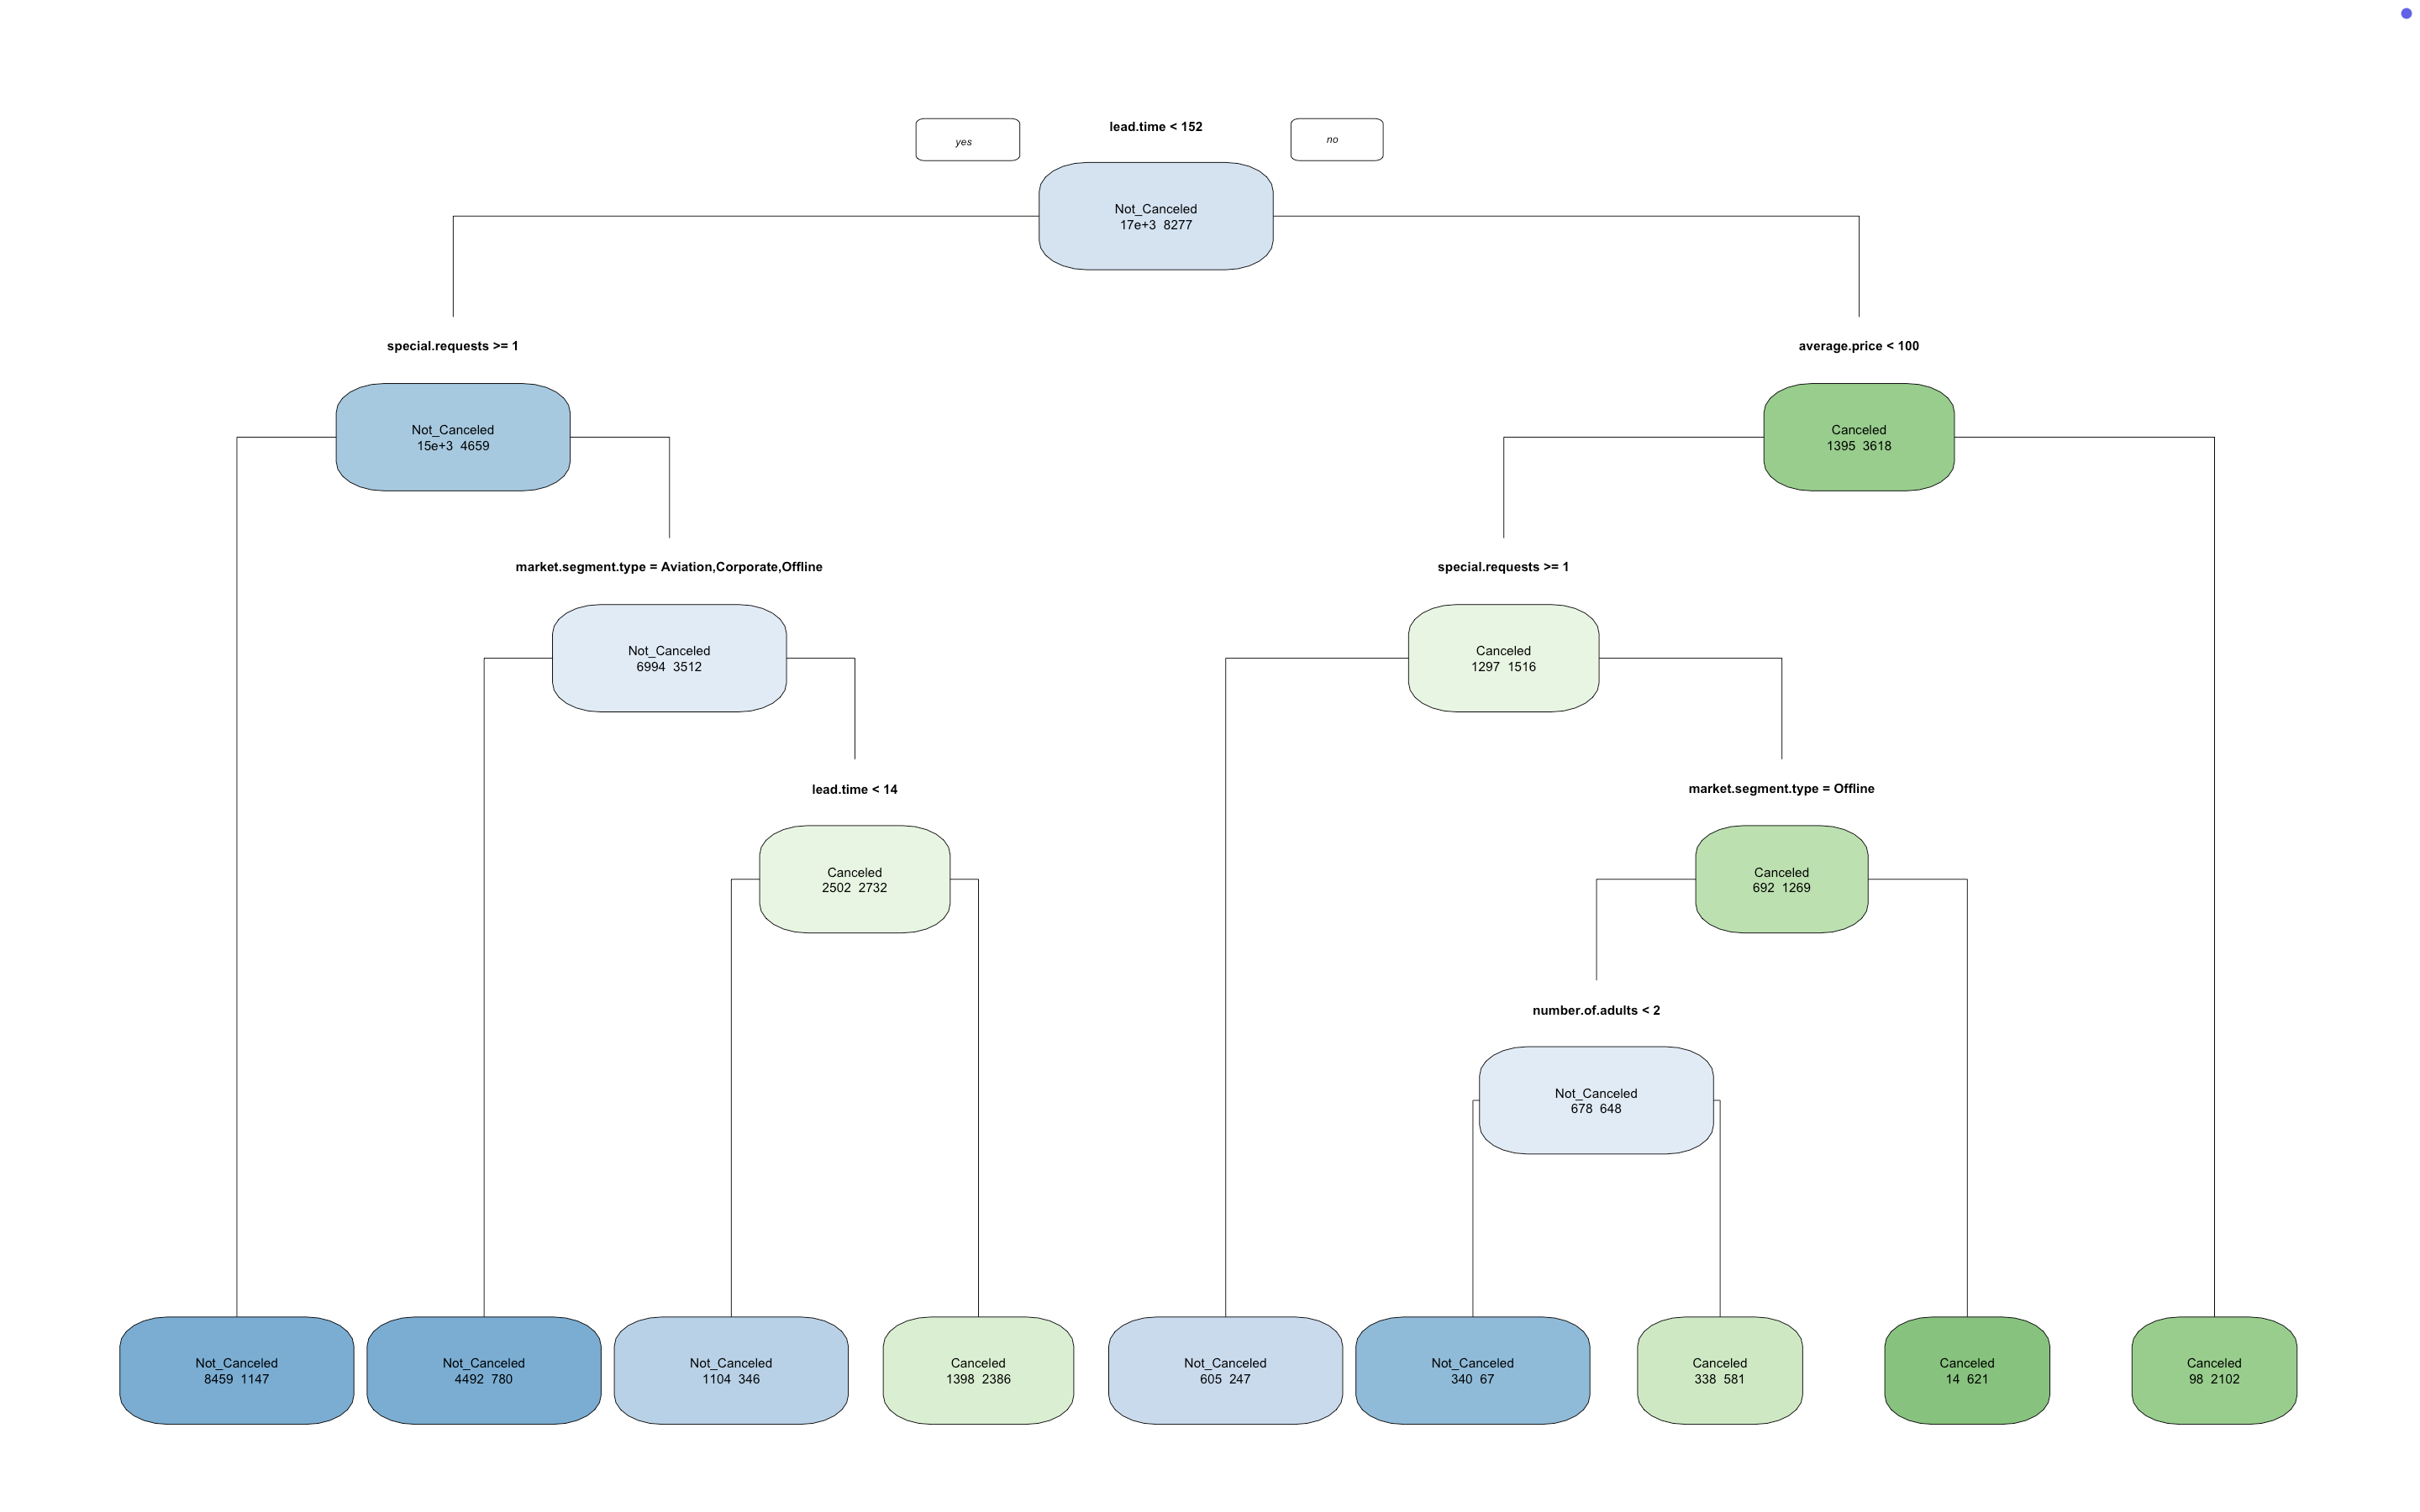 lead.time < 152
yes
no
Not_Canceled
17e+3 8277
special.requests >= 1
average.price < 100
Not_Canceled
15e+3 4659
Canceled
1395 3618
market.segment.type = Aviation,Corporate,Offline
special.requests >= 1
Not_Canceled
6994 3512
Canceled
1297 1516
lead.time < 14
market.segment.type = Offline
Canceled
2502 2732
Canceled
692 1269
number.of.adults < 2
Not_Canceled
678 648
Not_Canceled
8459 1147
Not_Canceled
4492 780
Not_Canceled
1104 346
Canceled
1398 2386
Not_Canceled
605 247
Not_Canceled
340 67
Canceled
338 581
Canceled
14 621
Canceled
98 2102